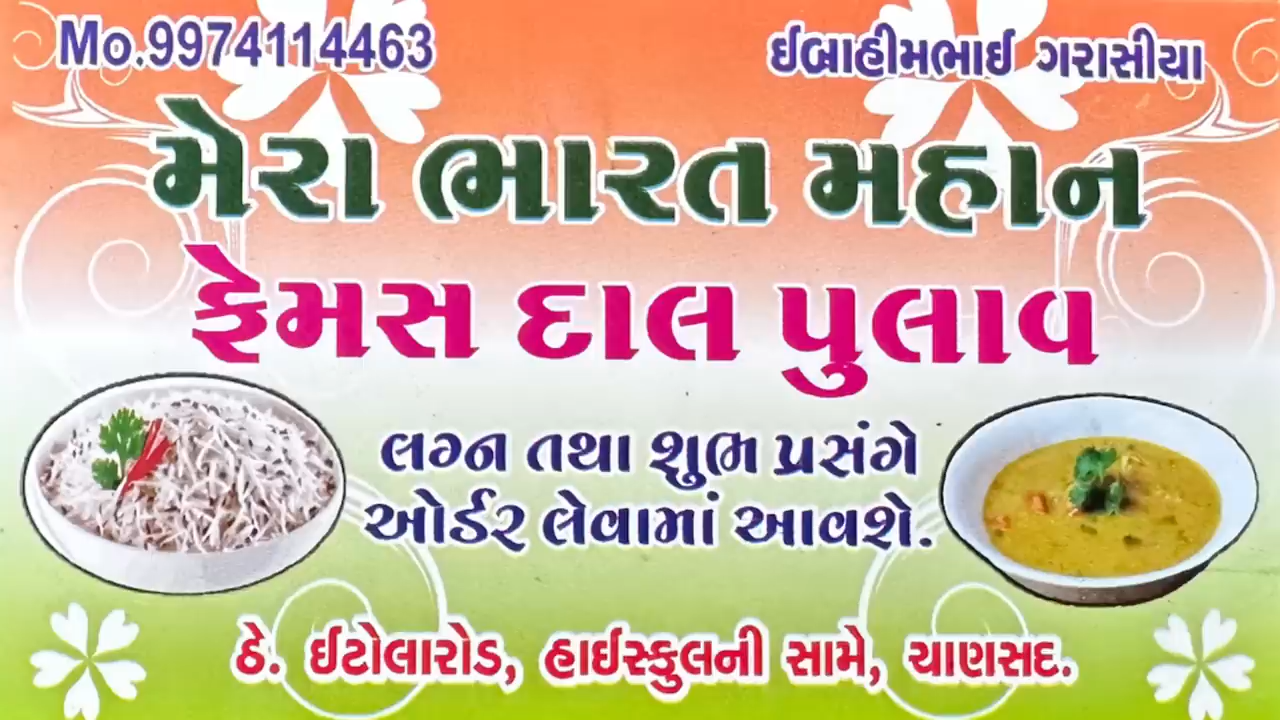 Mo.9974114463 ઈબ્રાહીમભાઈ ગરાસીયા
મેરા ભારત મહાન
ફેમસ દાલ પુલાવ
લગ્ન તથા શુભ પ્રસંગે
ઓર્ડર લેવામાં આવશે.
ઠે. ઈટોલારોડ, હાઈસ્કુલની સામે, ચાણસદ.